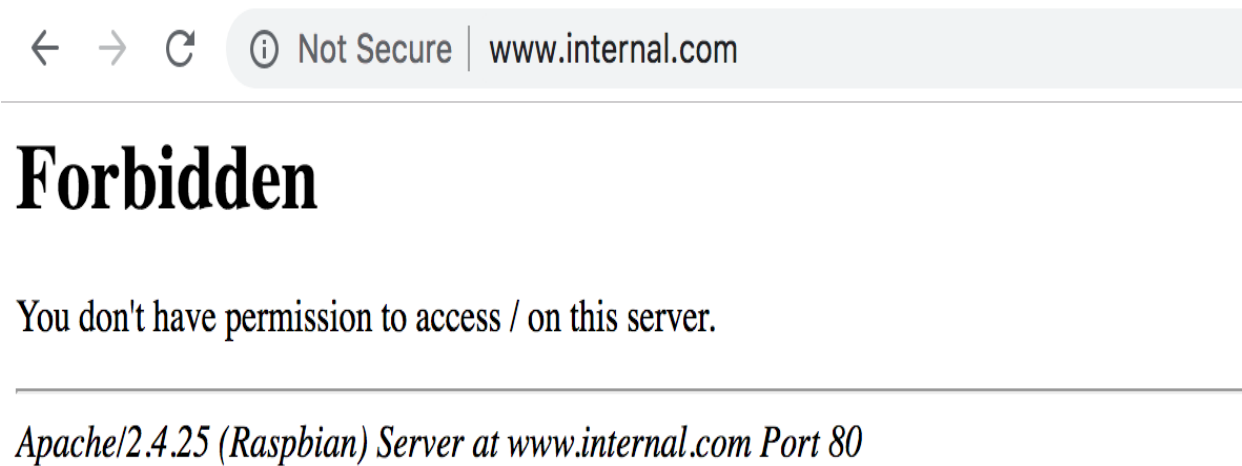 Not Secure | www.internal.com
Forbidden
You don't have permission to access / on this server.
Apache/2.4.25 (Raspbian) Server at www.internal.com Port 80